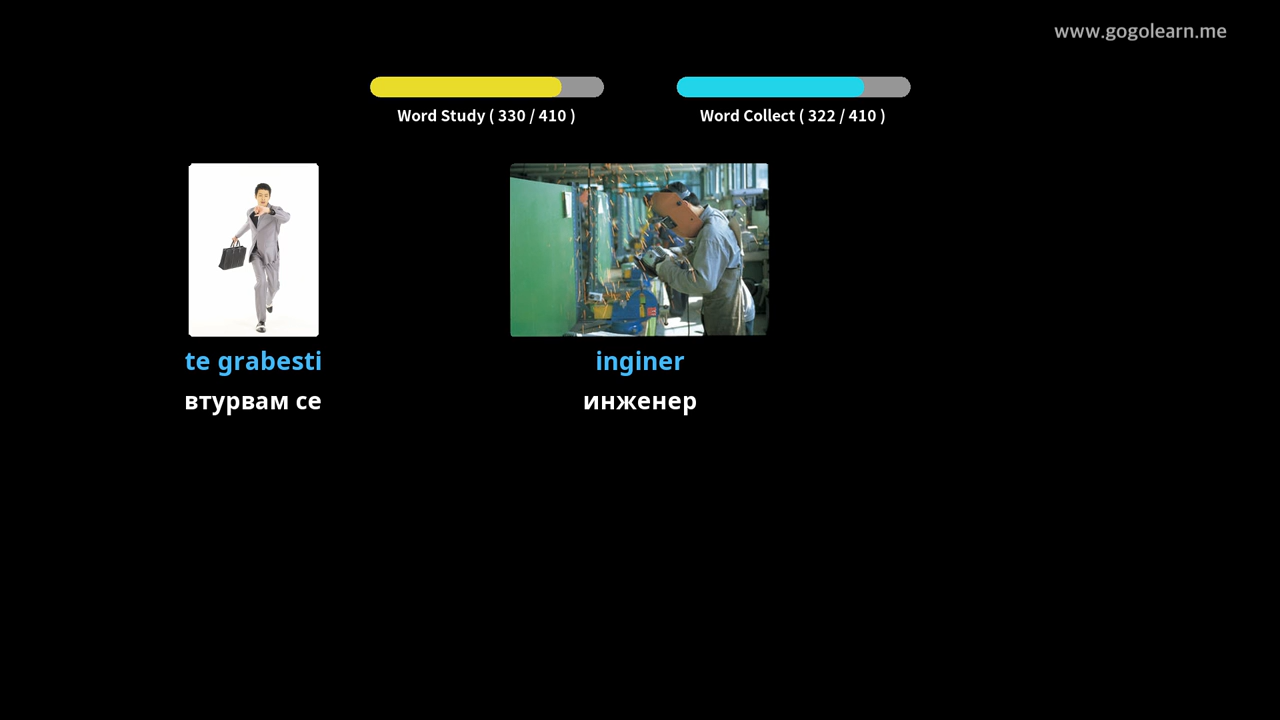 www.gogolearn.me
Word Study ( 330 / 410 )
Word Collect ( 322 / 410 )
te grabesti
inginer
втурвам се
инженер